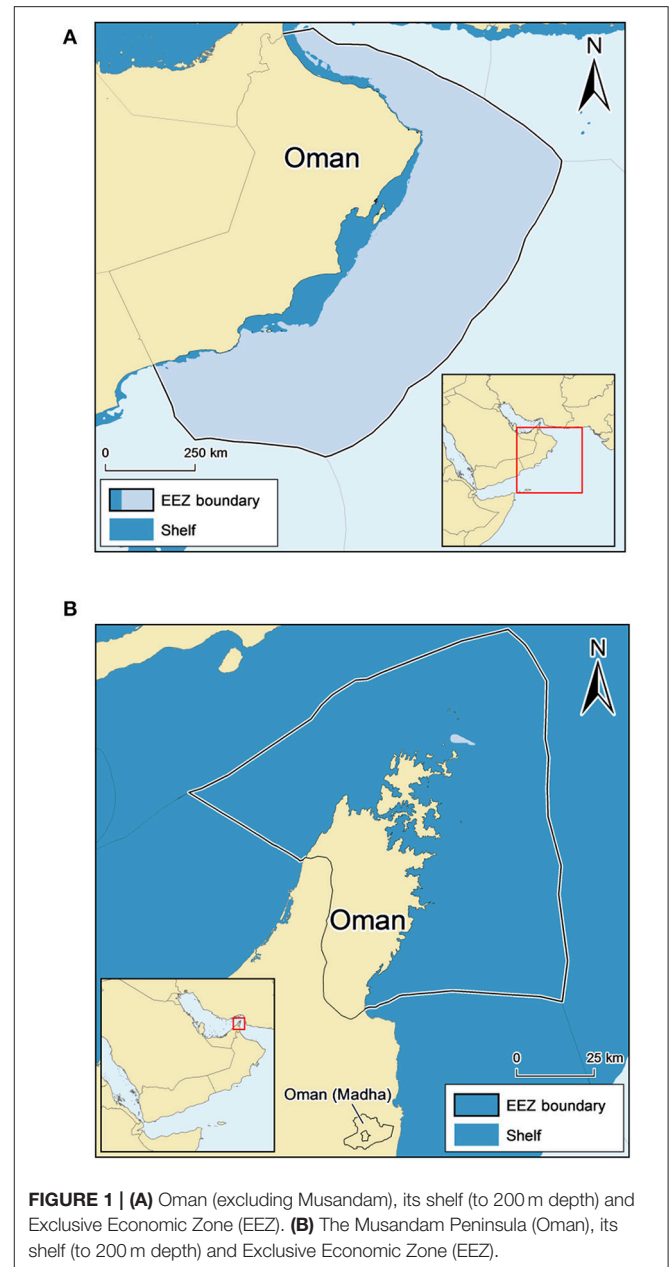 A
N
Oman
0 250 km
EEZ boundary
Shelf
B
N
Oman
0 25 km
Oman (Madha)
EEZ boundary
Shelf
FIGURE 1 | (A) Oman (excluding Musandam), its shelf (to 200 m depth) and
Exclusive Economic Zone (EEZ). (B) The Musandam Peninsula (Oman), its
shelf (to 200 m depth) and Exclusive Economic Zone (EEZ).